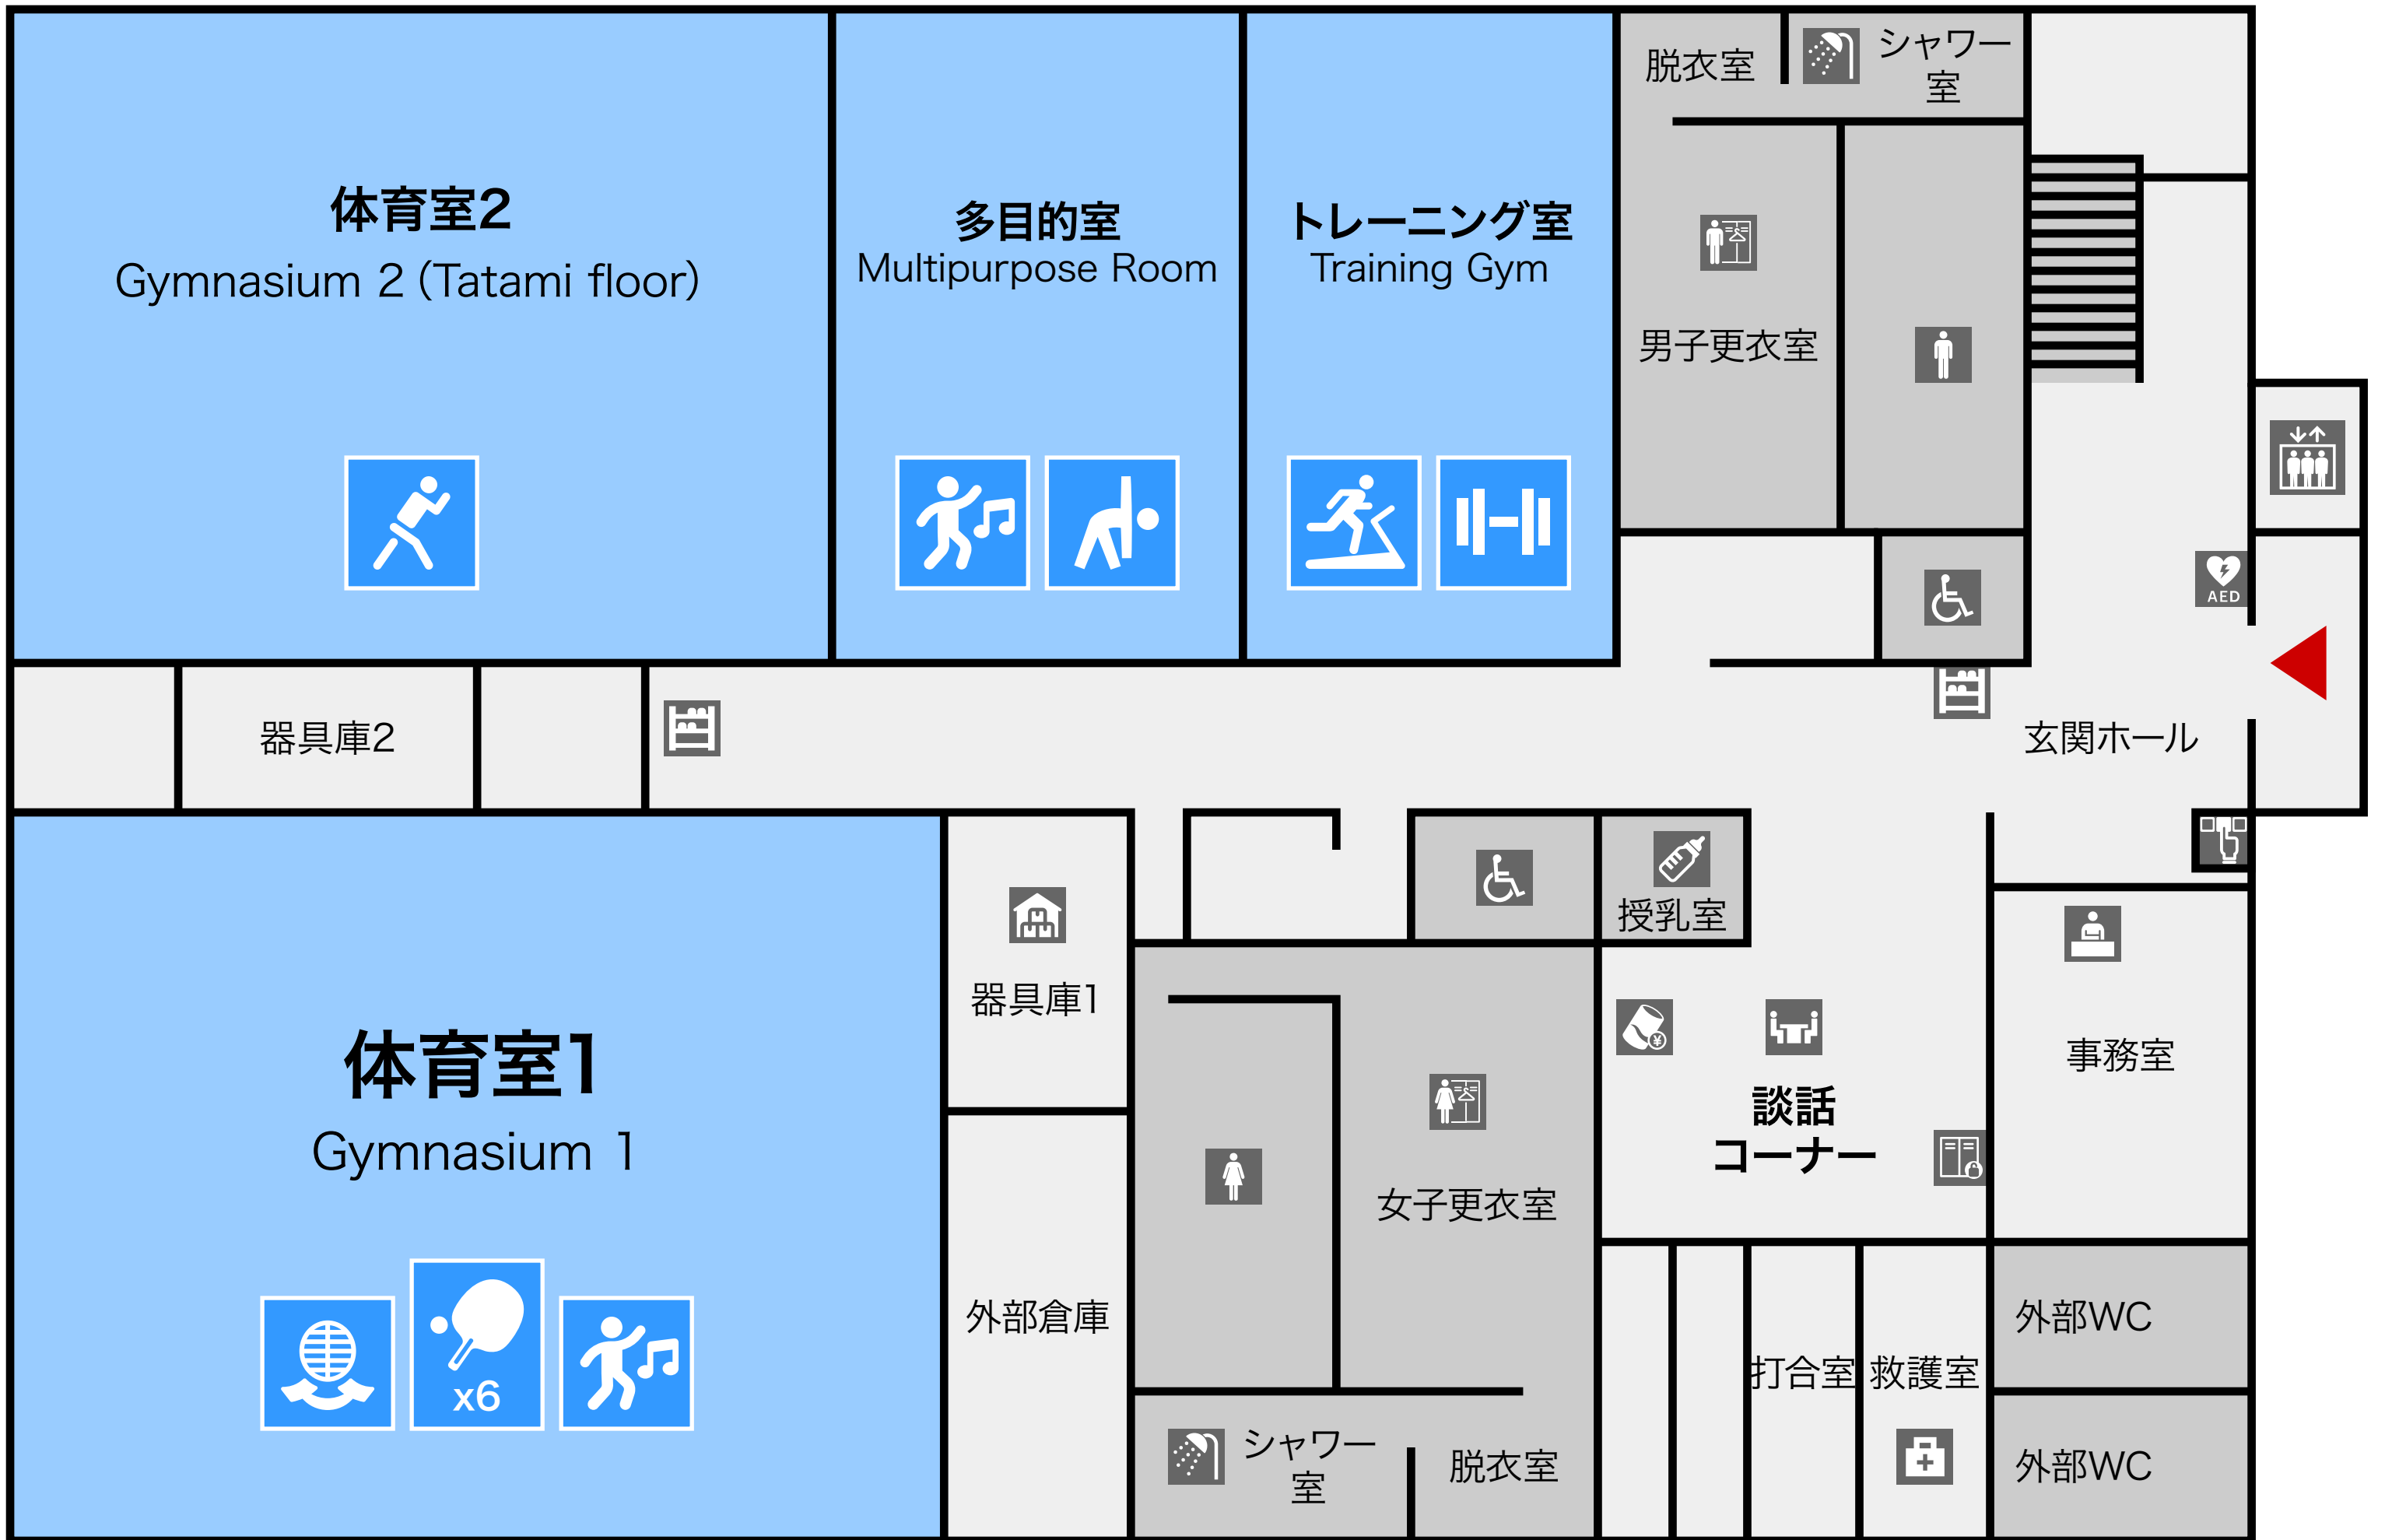 体育室2
Gymnasium 2 (Tatami floor)
多目的室
Multipurpose Room
トレーニング室
Training Gym
脱衣室
シャワー
室
男子更衣室
AED
器具庫2
玄関ホール
体育室1
Gymnasium 1
x6
器具庫1
外部倉庫
授乳室
¥
談話
コーナー
事務室
女子更衣室
シャワー
室
脱衣室
打合室
救護室
外部WC
外部WC